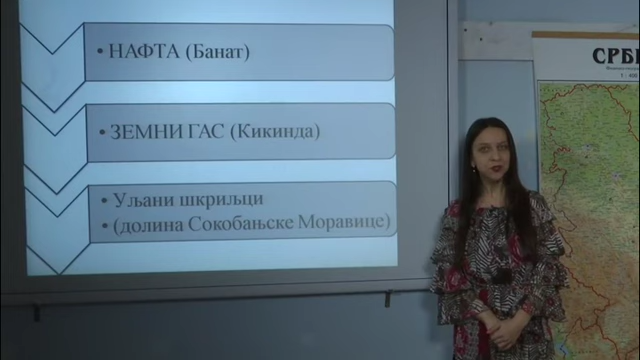 • НАФТА (Банат)
• ЗЕМНИ ГАС (Кикинда)
• Уљани шкриљци
• (долина Сокобањске Моравице)
СРБ